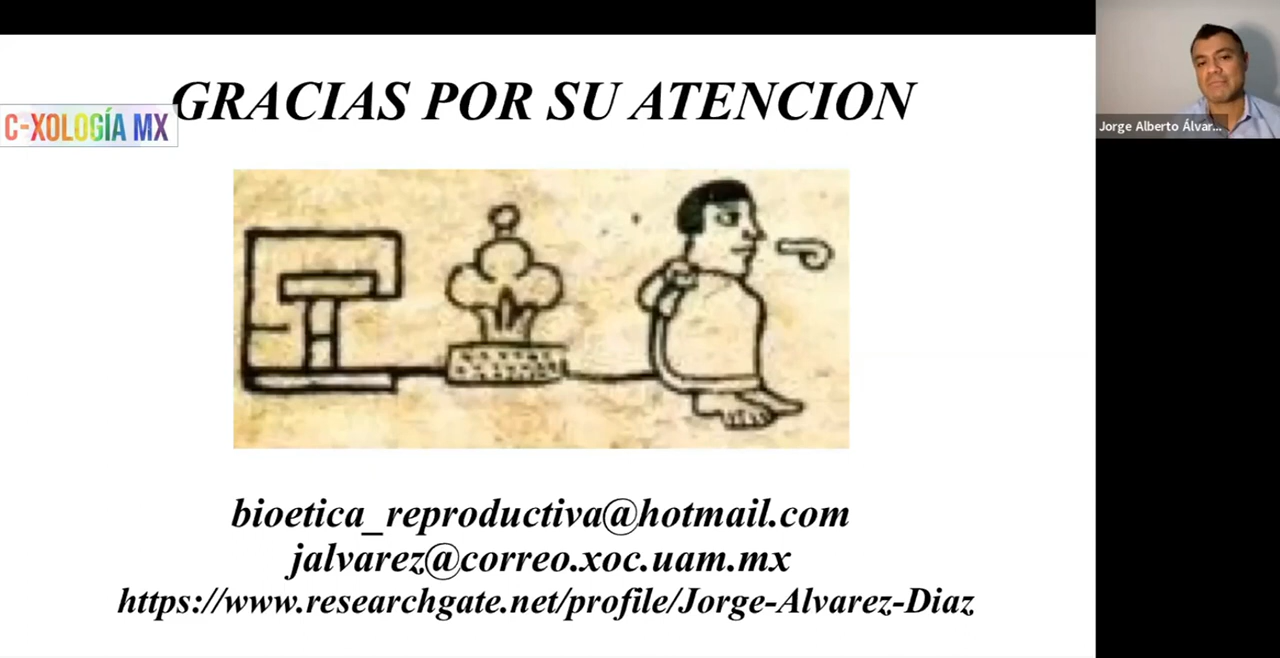 GRACIAS POR SU ATENCION
C-XOLOGÍA MX
Jorge Alberto Álvar...
bioetica_reproductiva@hotmail.com
jalvarez@correo.xoc.uam.mx
https://www.researchgate.net/profile/Jorge-Alvarez-Diaz